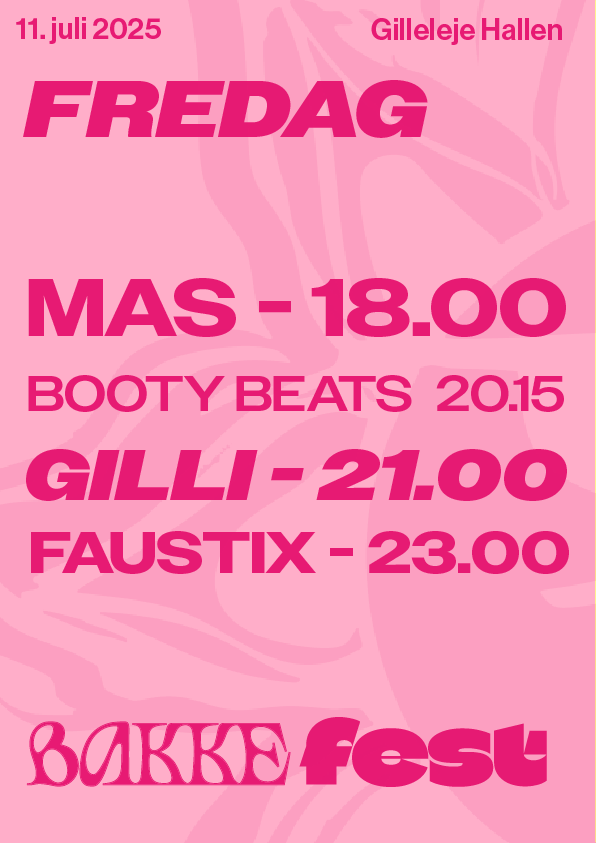 11. juli 2025 Gilleleje Hallen
FREDAG
MAS - 18.00
BOOTY BEATS 20.15
GILLI - 21.00
FAUSTIX - 23.00
BAKKE fest